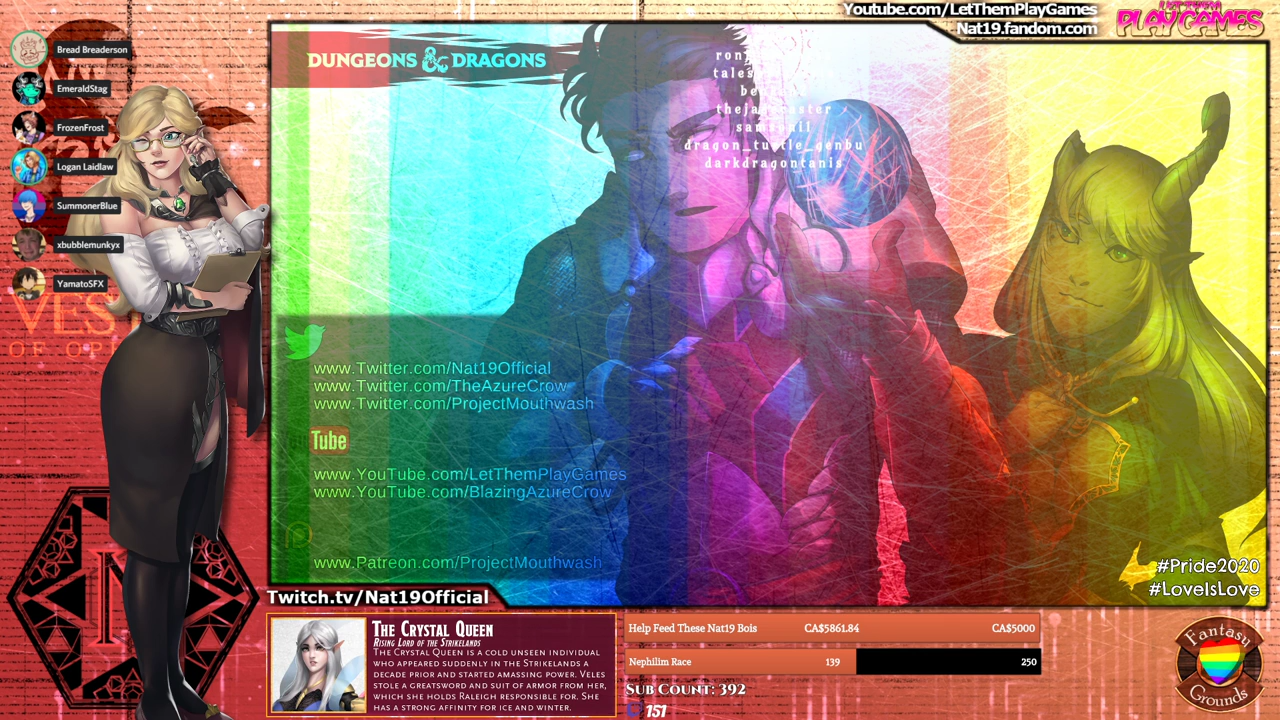 Youtube.com/LetThemPlayGames
Nat19.fandom.com
LET THEM
PLAY GAMES
Bread Breaderson
EmeraldStag
FrozenFrost
Logan Laidlaw
SummonerBlue
xbubblemunkyx
YamatoSFX
DUNGEONS & DRAGONS
dragon_turtle_genbu
darkdragontanis
www.Twitter.com/Nat19Official
www.Twitter.com/TheAzureCrow
www.Twitter.com/ProjectMouthwash
Tube
www.YouTube.com/LetThemPlayGames
www.YouTube.com/BlazingAzureCrow
www.Patreon.com/ProjectMouthwash
#Pride2020
#LoveIsLove
Twitch.tv/Nat19Official
The Crystal Queen
Rising Lord of the Strikelands
The Crystal Queen is a cold unseen individual
who appeared suddenly in the Strikelands a
decade prior and started amassing power. Veles
stole a greatsword and suit of armor from her,
which she holds Raleigh responsible for. She
has a strong affinity for ice and winter.
Help Feed These Nat19 Bois CA$5861.84 CA$5000
Nephilim Race 139 250
Sub Count: 392
151
Fantasy
Grounds